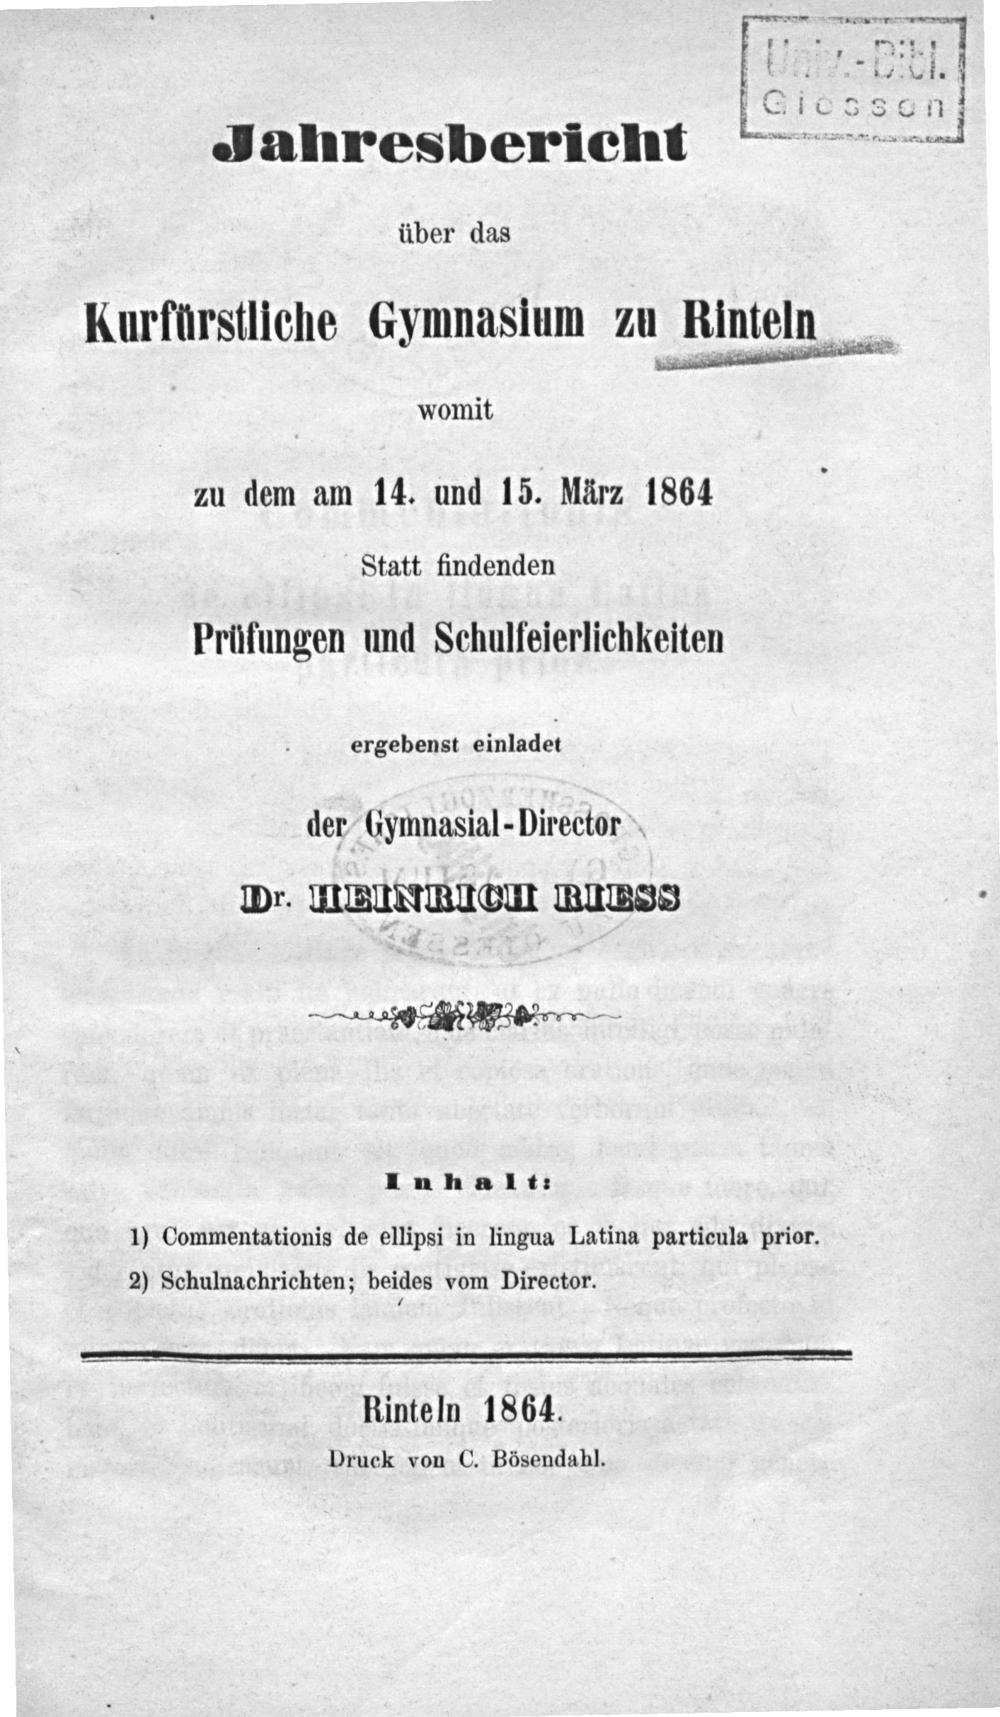 Univ.-Bibl.
Giessen
Jahresbericht
über das
Kurfürstliche Gymnasium zu Rinteln
womit
zu dem am 14. und 15. März 1864
Statt findenden
Prüfungen und Schulfeierlichkeiten
ergebenst einladet
der Gymnasial-Director
Dr. HEINRICH RIESS
Inhalt:
1) Commentationis de ellipsi in lingua Latina particula prior.
2) Schulnachrichten; beides vom Director.
Rinteln 1864.
Druck von C. Bösendahl.